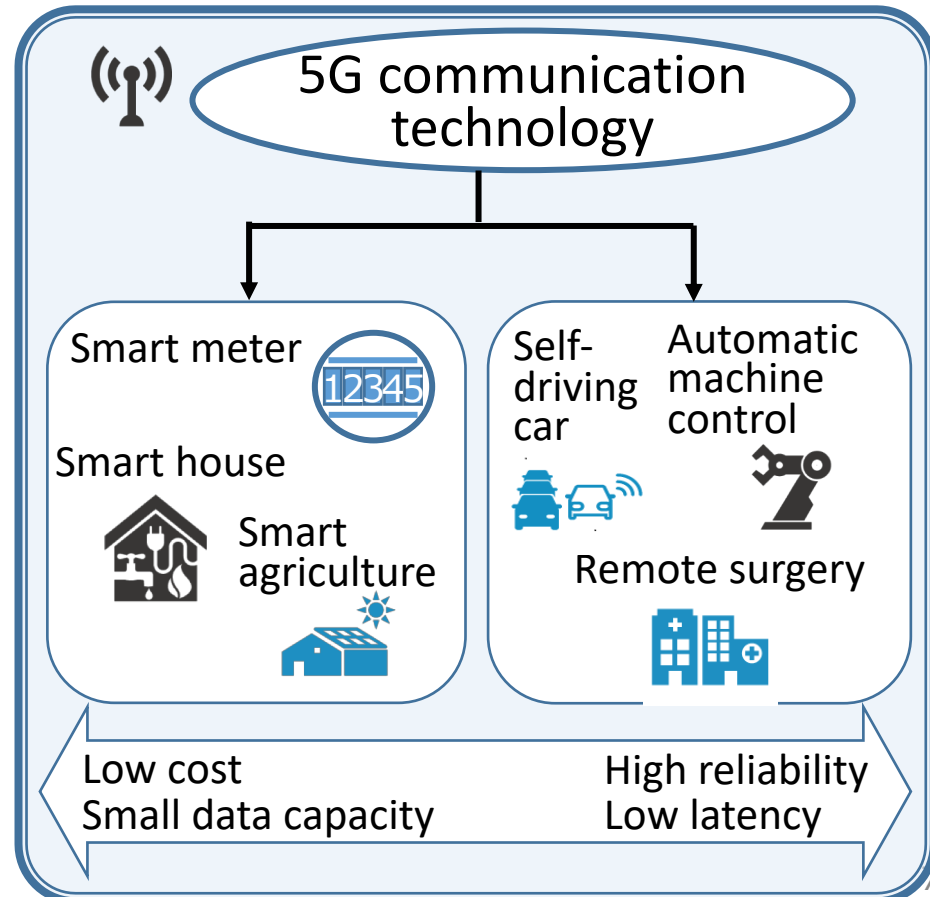 5G communication
technology
Smart meter
12345
Smart house
Smart
agriculture
Self-
driving
car
Automatic
machine
control
Remote surgery
Low cost
Small data capacity
High reliability
Low latency